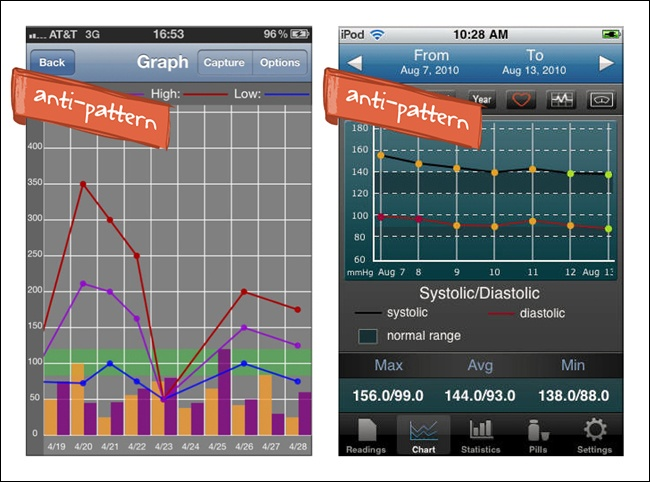 AT&T 3G 16:53 96%
Back Graph Capture Options
anti-pattern
High: Low:
400
350
300
250
200
150
100
50
0
4/19 4/20 4/21 4/22 4/23 4/24 4/25 4/26 4/27 4/28
iPod 10:28 AM
From To
Aug 7, 2010 Aug 13, 2010
anti-pattern
Year
180
160
140
120
100
80
60
mmHg Aug 7 8 9 10 11 12 Aug 13
Systolic/Diastolic
systolic diastolic
normal range
Max Avg Min
156.0/99.0 144.0/93.0 138.0/88.0
Readings Chart Statistics Pills Settings